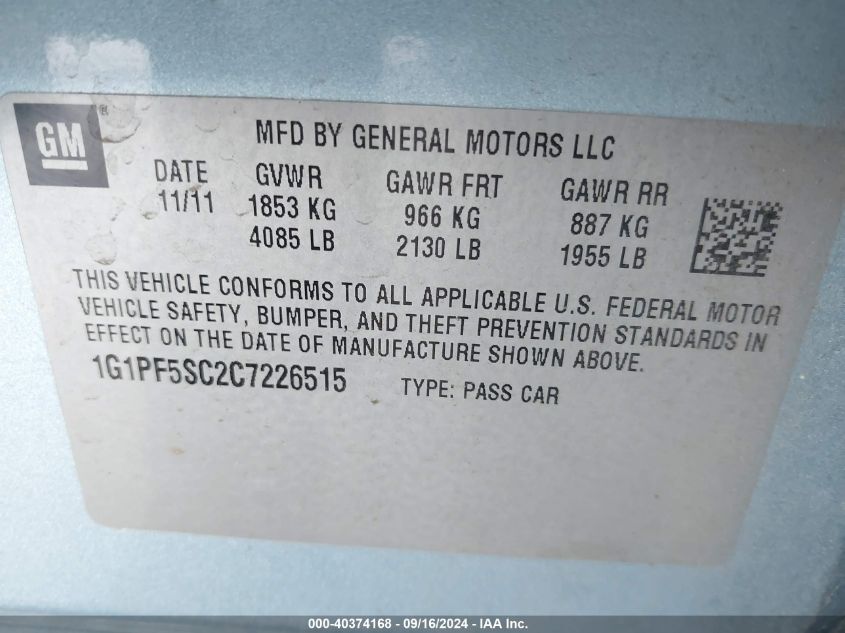 GM ®
MFD BY GENERAL MOTORS LLC
DATE GVWR GAWR FRT GAWR RR
11/11 1853 KG 966 KG 887 KG
4085 LB 2130 LB 1955 LB
THIS VEHICLE CONFORMS TO ALL APPLICABLE U.S. FEDERAL MOTOR
VEHICLE SAFETY, BUMPER, AND THEFT PREVENTION STANDARDS IN
EFFECT ON THE DATE OF MANUFACTURE SHOWN ABOVE.
1G1PF5SC2C7226515 TYPE: PASS CAR
000-40374168 - 09/16/2024 - IAA Inc.